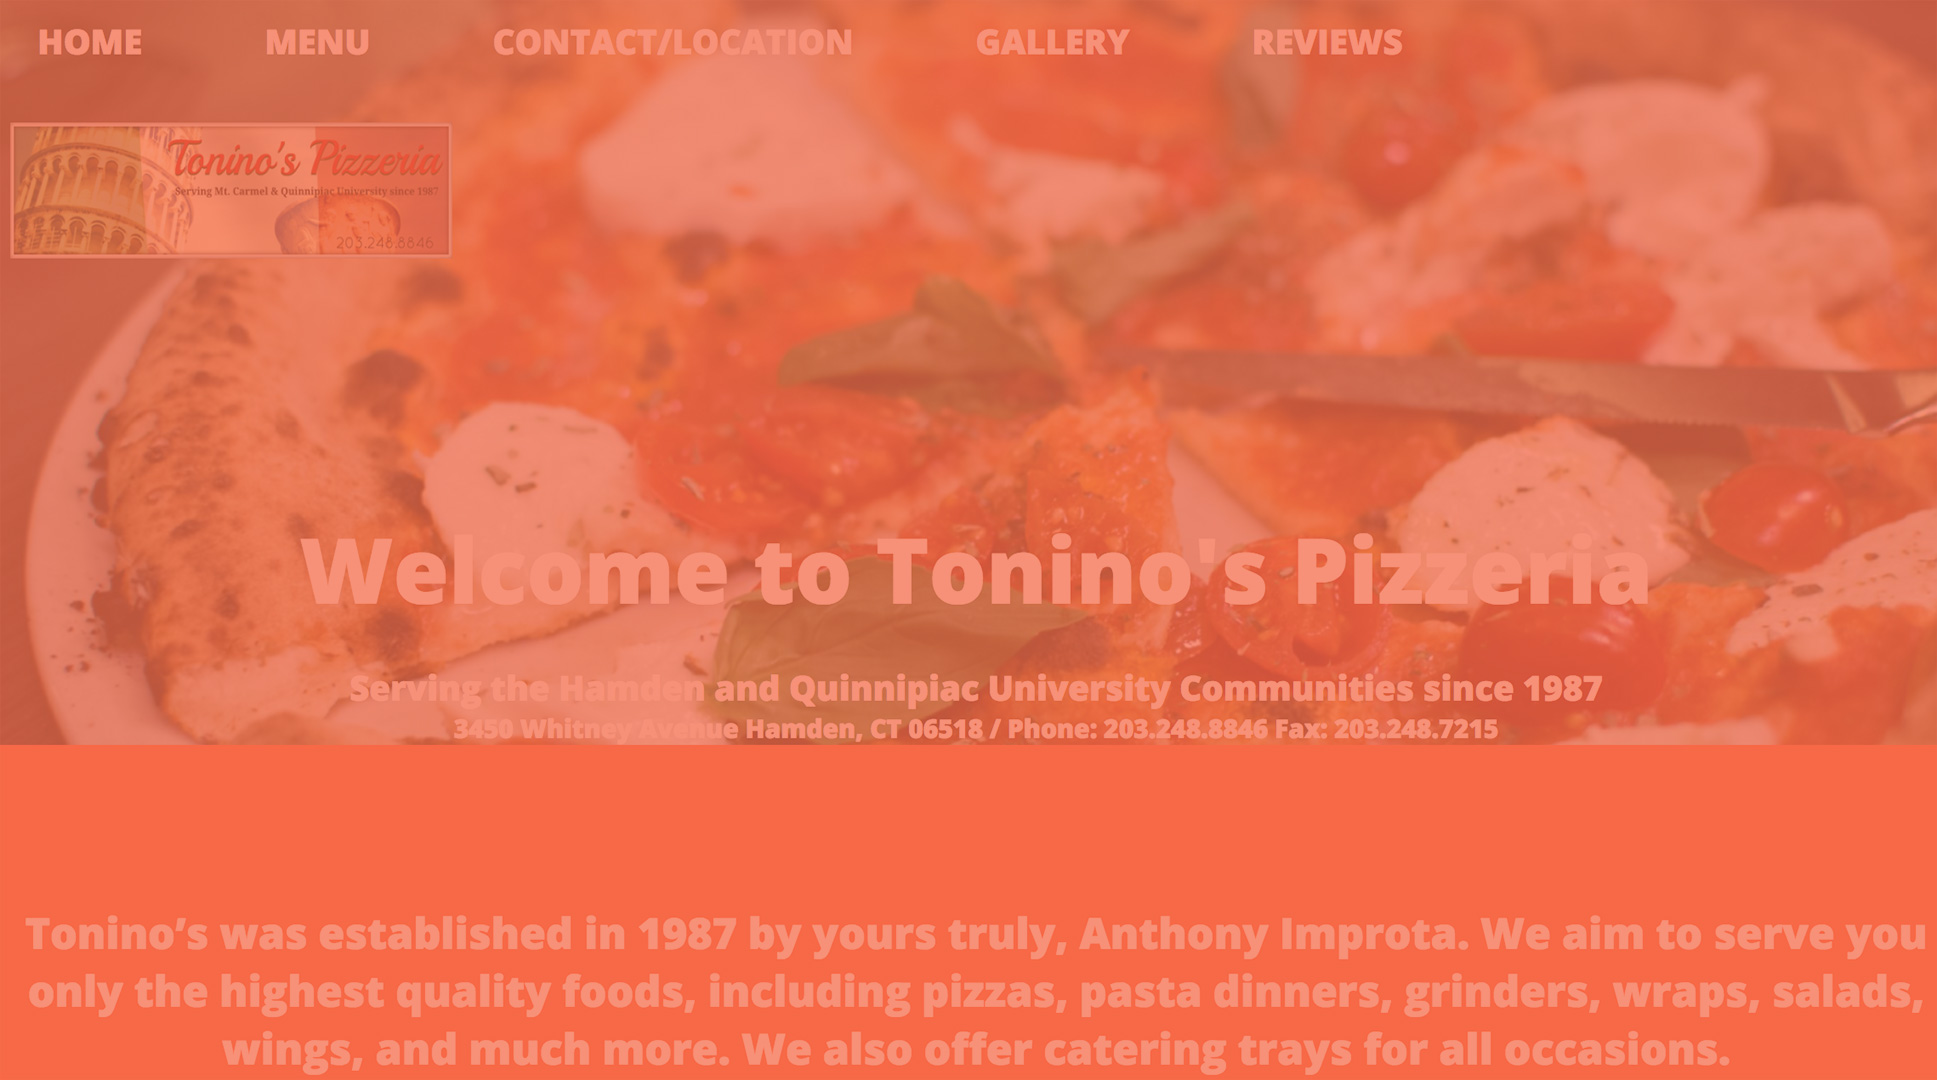 HOME MENU CONTACT/LOCATION GALLERY REVIEWS
Tonino's Pizzeria
Serving Mt. Carmel & Quinnipiac University since 1987
203.248.8846
Welcome to Tonino's Pizzeria
Serving the Hamden and Quinnipiac University Communities since 1987
3450 Whitney Avenue Hamden, CT 06518 / Phone: 203.248.8846 Fax: 203.248.7215
Tonino’s was established in 1987 by yours truly, Anthony Improta. We aim to serve you
only the highest quality foods, including pizzas, pasta dinners, grinders, wraps, salads,
wings, and much more. We also offer catering trays for all occasions.